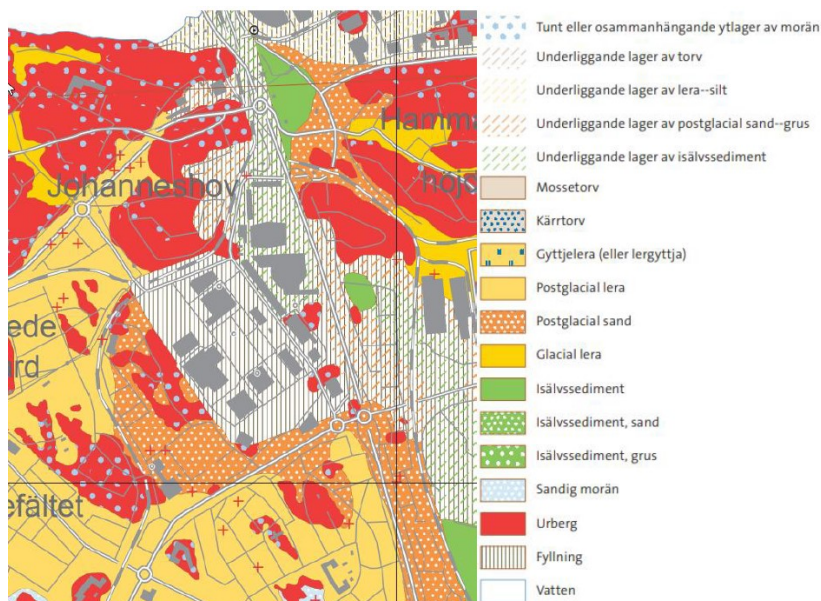 Johanneshov
Hamma
höjd
ede
ård
efältet
Tunt eller osammanhängande ytlager av morän
Underliggande lager av torv
Underliggande lager av lera--silt
Underliggande lager av postglacial sand--grus
Underliggande lager av isälvssediment
Mossetorv
Kärrtorv
Gyttjelera (eller lergyttja)
Postglacial lera
Postglacial sand
Glacial lera
Isälvssediment
Isälvssediment, sand
Isälvssediment, grus
Sandig morän
Urberg
Fyllning
Vatten